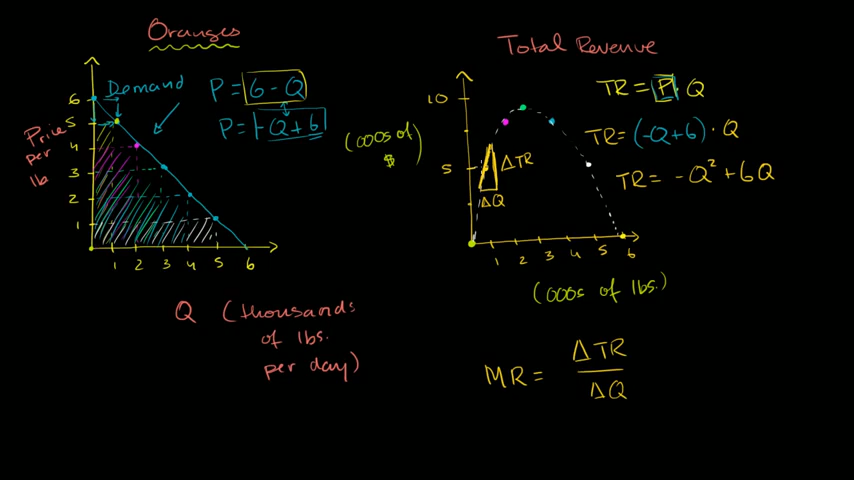 Oranges
Demand
P = 6 - Q
P = -Q + 6
Price per lb
6
5
4
3
2
1
1 2 3 4 5 6
Q (thousands
of lbs.
per day)
Total Revenue
(000s of $)
10
5
ΔTR
ΔQ
1 2 3 4 5 6
(000s of lbs.)
TR = P · Q
TR = (-Q+6) · Q
TR = -Q² + 6Q
MR = ΔTR
ΔQ